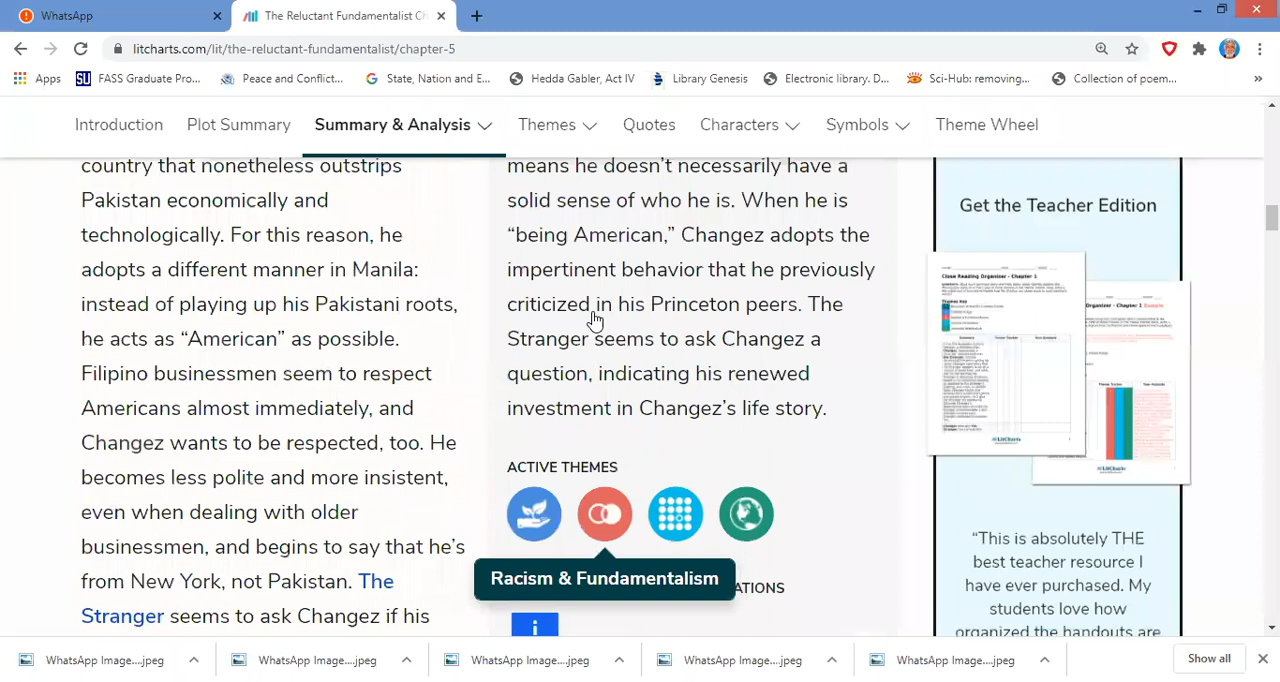 WhatsApp
The Reluctant Fundamentalist Ch
litcharts.com/lit/the-reluctant-fundamentalist/chapter-5
Apps
FASS Graduate Pro...
Peace and Conflict...
State, Nation and E...
Hedda Gabler, Act IV
Library Genesis
Electronic library. D...
Sci-Hub: removing...
Collection of poem...
»
Introduction
Plot Summary
Summary & Analysis
Themes
Quotes
Characters
Symbols
Theme Wheel
country that nonetheless outstrips
Pakistan economically and
technologically. For this reason, he
adopts a different manner in Manila:
instead of playing up his Pakistani roots,
he acts as “American” as possible.
Filipino businessmen seem to respect
Americans almost immediately, and
Changez wants to be respected, too. He
becomes less polite and more insistent,
even when dealing with older
businessmen, and begins to say that he’s
from New York, not Pakistan. The
Stranger seems to ask Changez if his
means he doesn’t necessarily have a
solid sense of who he is. When he is
“being American,” Changez adopts the
impertinent behavior that he previously
criticized in his Princeton peers. The
Stranger seems to ask Changez a
question, indicating his renewed
investment in Changez’s life story.
ACTIVE THEMES
Racism & Fundamentalism
ATIONS
i
Get the Teacher Edition
Close Reading Organizer - Chapter 1
LitCharts
- Chapter 1 Example
LitCharts
“This is absolutely THE
best teacher resource I
have ever purchased. My
students love how
organized the handouts are
WhatsApp Image....jpeg
WhatsApp Image....jpeg
WhatsApp Image....jpeg
WhatsApp Image....jpeg
WhatsApp Image....jpeg
Show all